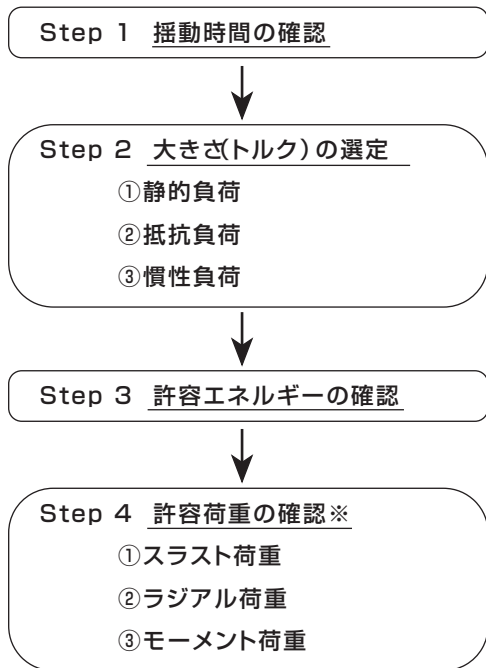 Step 1 揺動時間の確認
Step 2 大きさ(トルク)の選定
①静的負荷
②抵抗負荷
③慣性負荷
Step 3 許容エネルギーの確認
Step 4 許容荷重の確認※
①スラスト荷重
②ラジアル荷重
③モーメント荷重